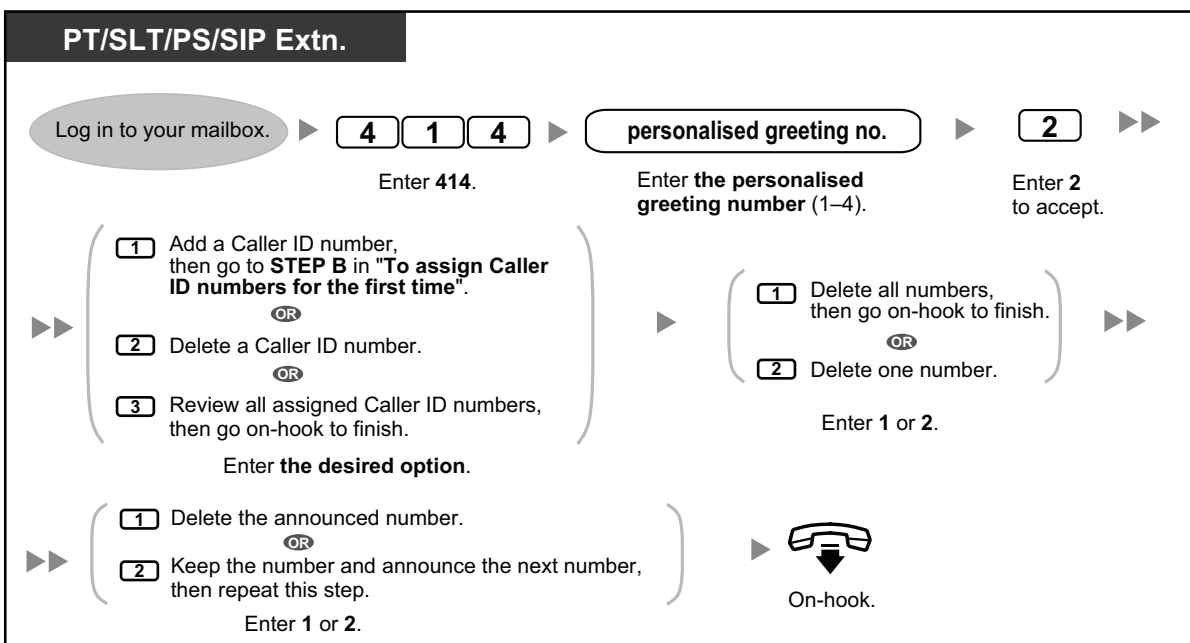 PT/SLT/PS/SIP Extn.
Log in to your mailbox.
4 1 4
personalised greeting no.
2
Enter 414.
Enter the personalised
greeting number (1–4).
Enter 2
to accept.
1 Add a Caller ID number,
then go to STEP B in "To assign Caller
ID numbers for the first time".
OR
2 Delete a Caller ID number.
OR
3 Review all assigned Caller ID numbers,
then go on-hook to finish.
Enter the desired option.
1 Delete all numbers,
then go on-hook to finish.
OR
2 Delete one number.
Enter 1 or 2.
1 Delete the announced number.
OR
2 Keep the number and announce the next number,
then repeat this step.
Enter 1 or 2.
On-hook.